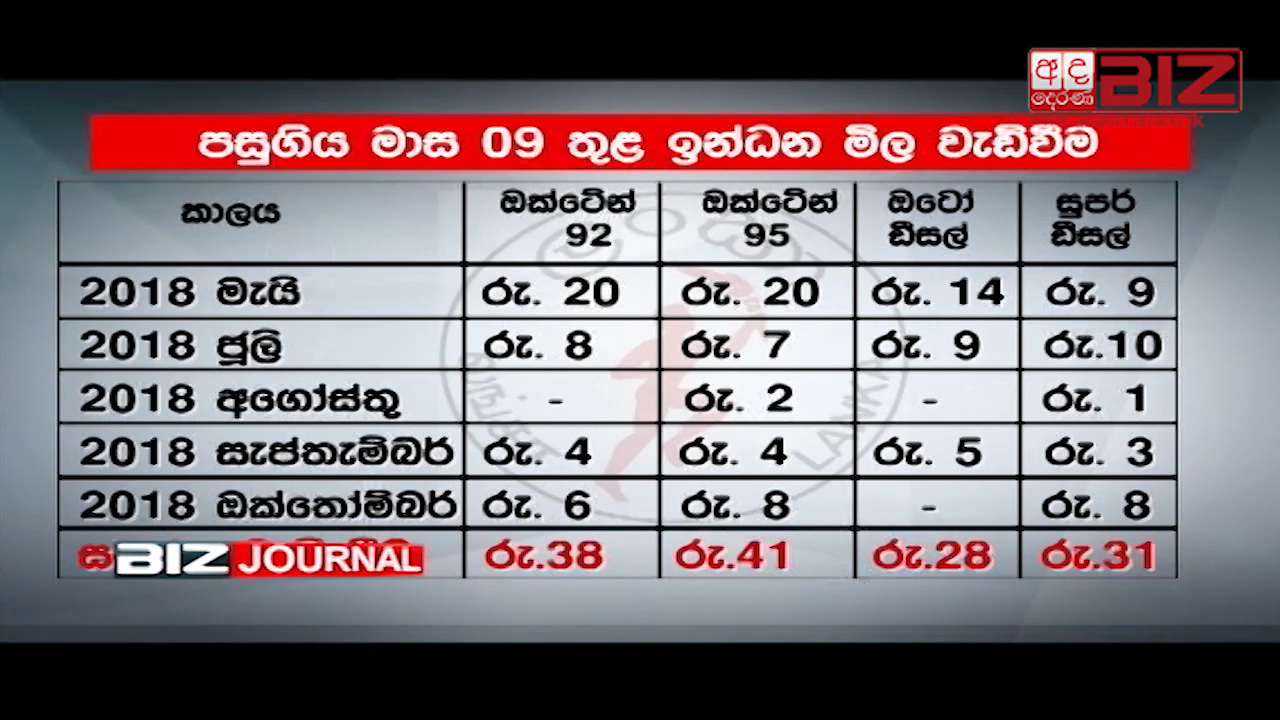 අද
දෙරණ BIZ
පසුගිය මාස 09 තුළ ඉන්ධන මිල වැඩිවීම
කාලය ඔක්ටේන් 92 ඔක්ටේන් 95 ඔටෝ ඩීසල් සුපර් ඩීසල්
2018 මැයි රු. 20 රු. 20 රු. 14 රු. 9
2018 ජූලි රු. 8 රු. 7 රු. 9 රු.10
2018 අගෝස්තු - රු. 2 - රු. 1
2018 සැප්තැම්බර් රු. 4 රු. 4 රු. 5 රු. 3
2018 ඔක්තෝම්බර් රු. 6 රු. 8 - රු. 8
BIZ JOURNAL රු.38 රු.41 රු.28 රු.31